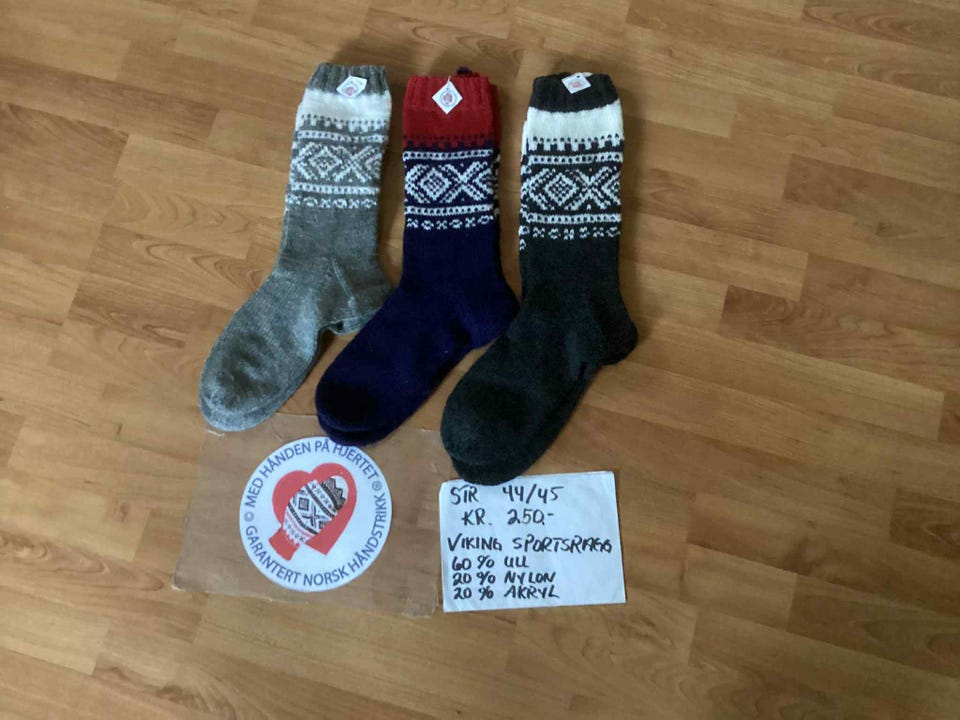 © MED HÅNDEN PÅ HJERTET ®
GARANTERT NORSK HÅNDSTRIKK
STR 44/45
KR. 250.-
VIKING SPORTSRAGG
60 % ULL
20 % NYLON
20 % AKRYL